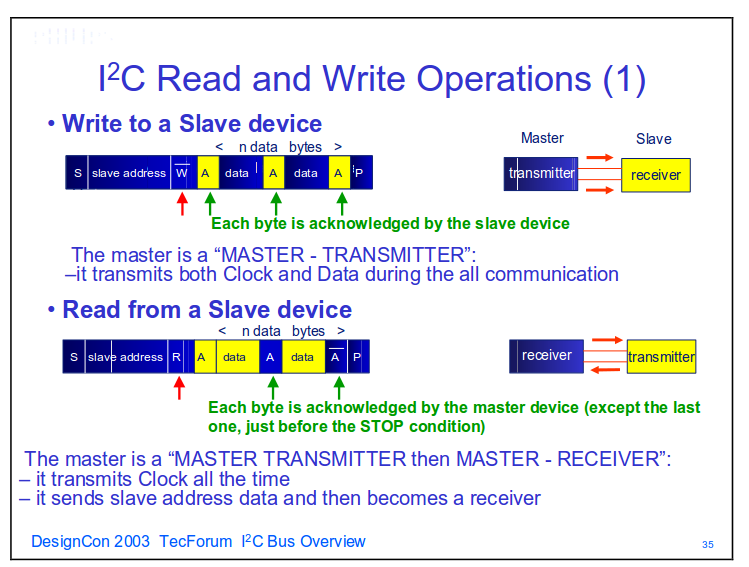 I²C Read and Write Operations (1)
• Write to a Slave device
< n data bytes >
S slave address W̅ A data A data A P
Master Slave
transmitter receiver
Each byte is acknowledged by the slave device
The master is a “MASTER - TRANSMITTER”:
–it transmits both Clock and Data during the all communication
• Read from a Slave device
< n data bytes >
S slave address R A data A data A̅ P
receiver transmitter
Each byte is acknowledged by the master device (except the last
one, just before the STOP condition)
The master is a “MASTER TRANSMITTER then MASTER - RECEIVER”:
– it transmits Clock all the time
– it sends slave address data and then becomes a receiver
DesignCon 2003 TecForum I²C Bus Overview
35